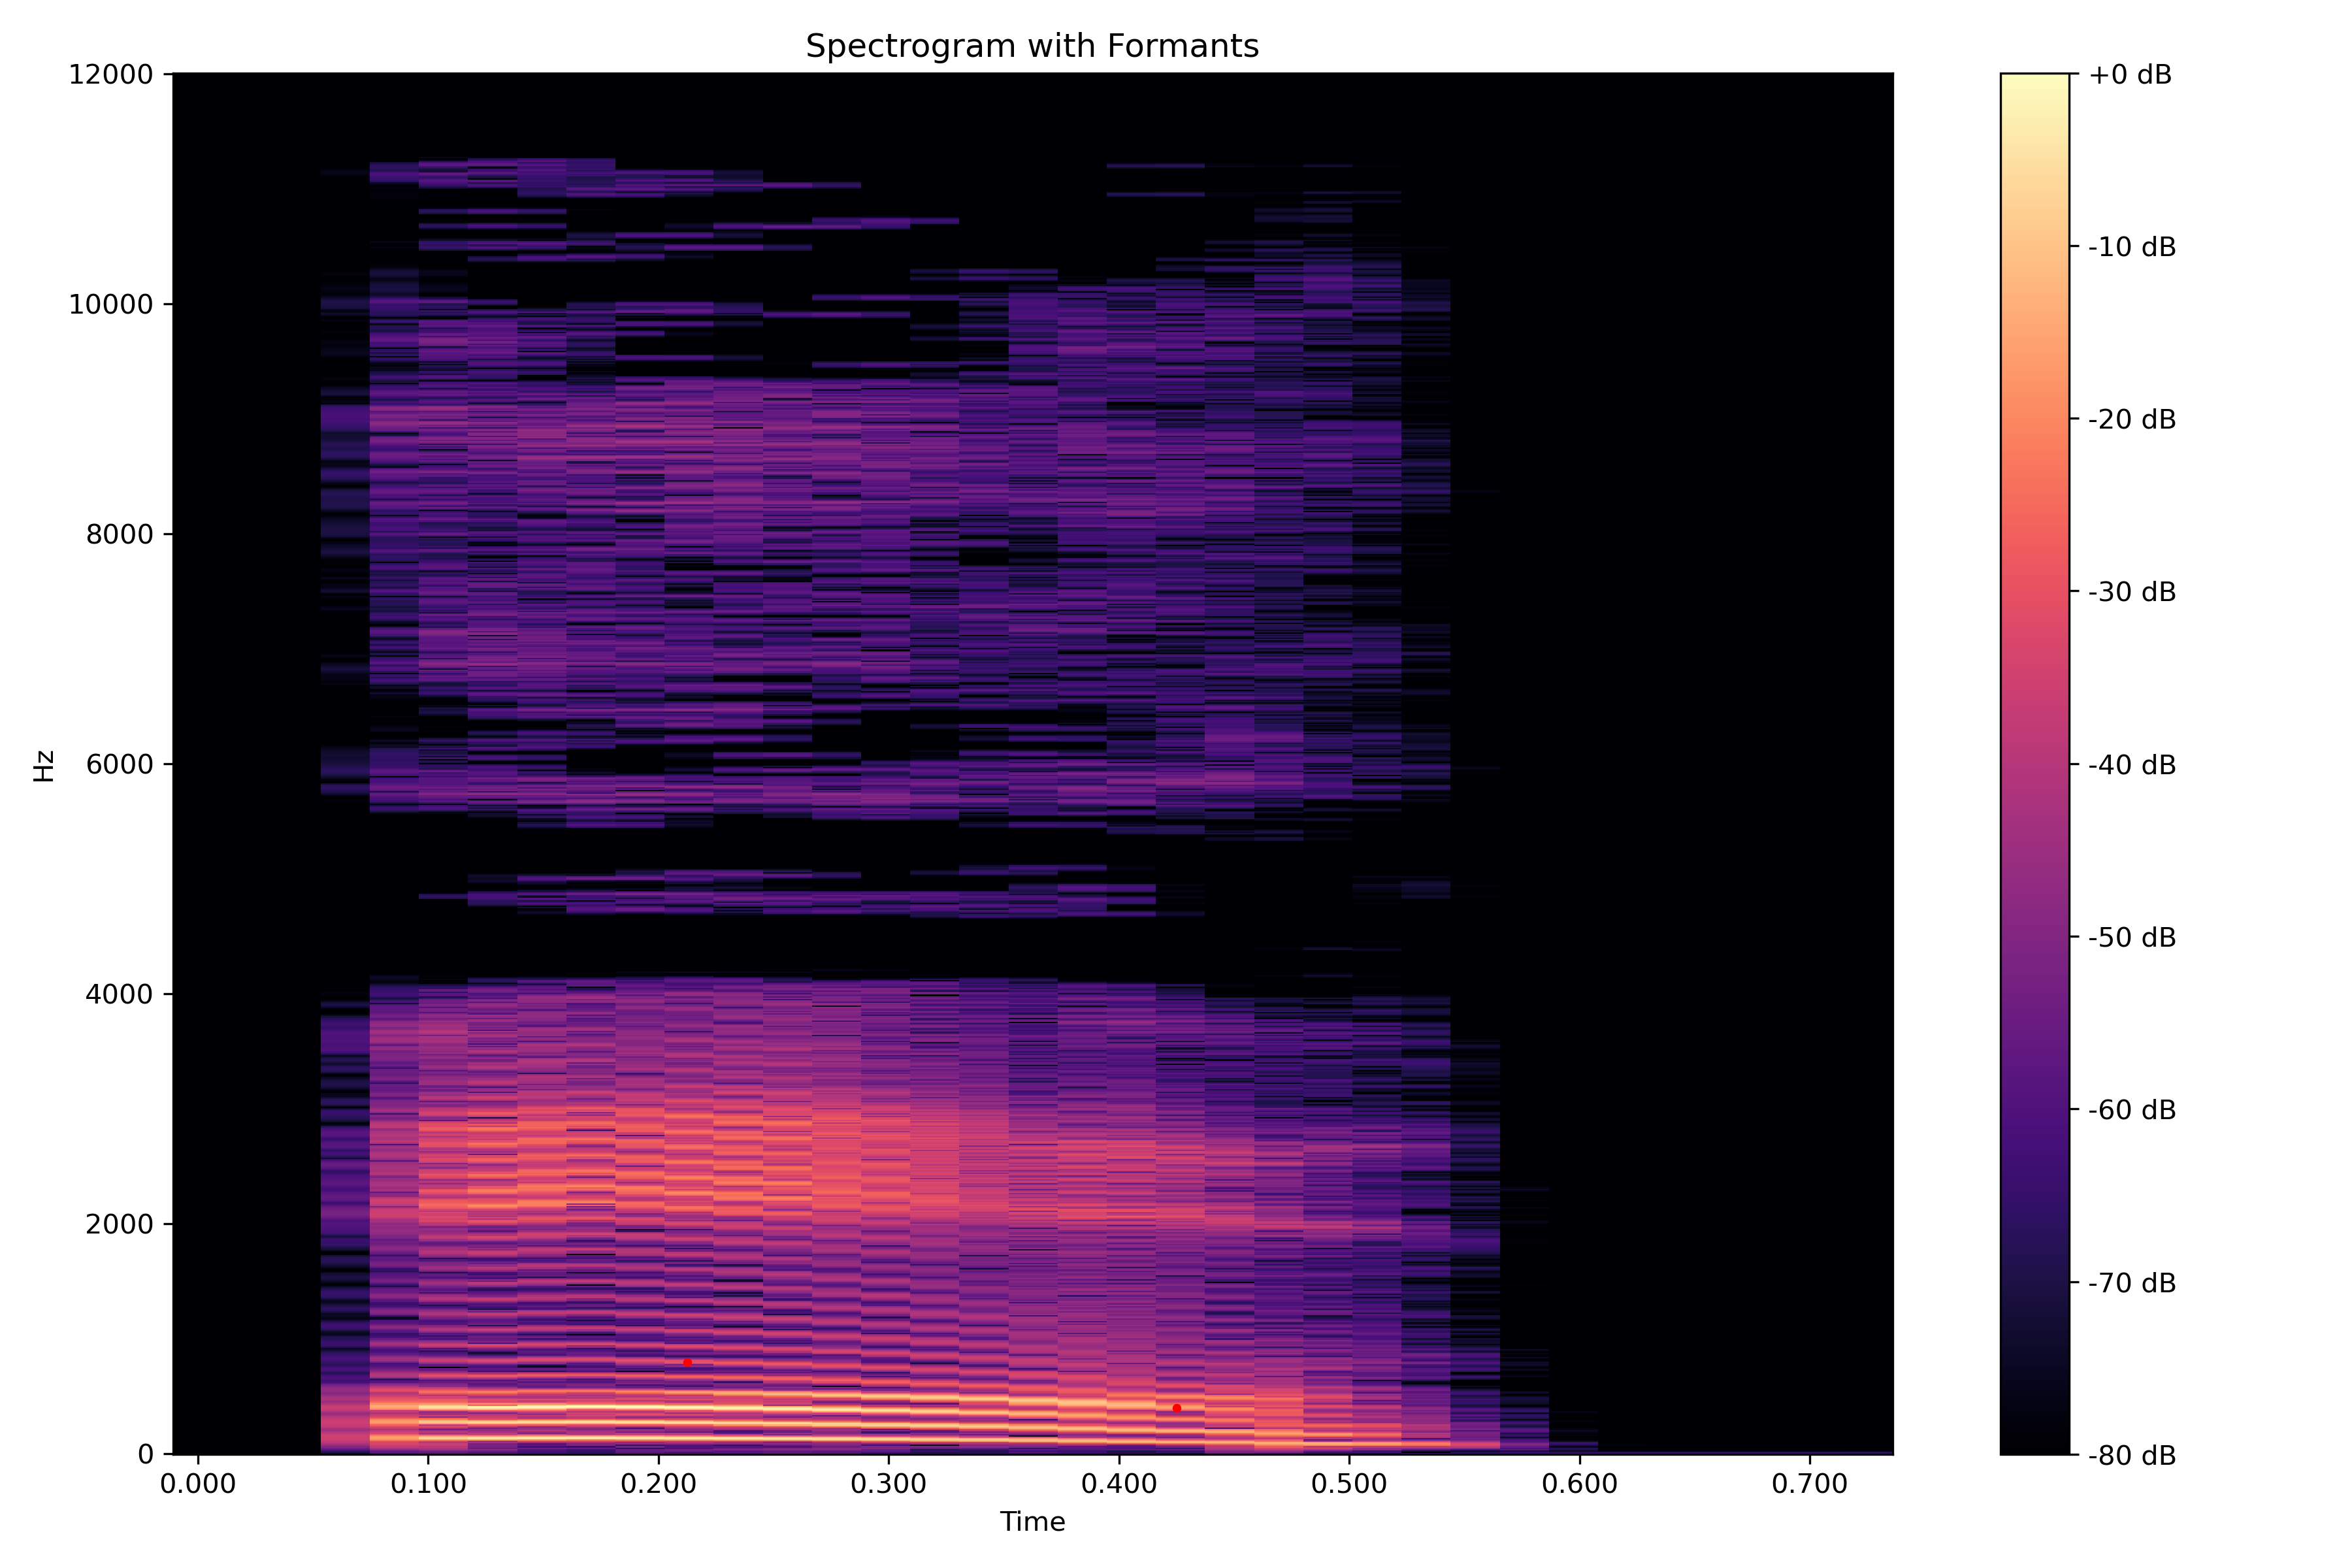 Spectrogram with Formants
12000
10000
8000
6000
4000
2000
0
Hz
0.000 0.100 0.200 0.300 0.400 0.500 0.600 0.700
Time
+0 dB
-10 dB
-20 dB
-30 dB
-40 dB
-50 dB
-60 dB
-70 dB
-80 dB